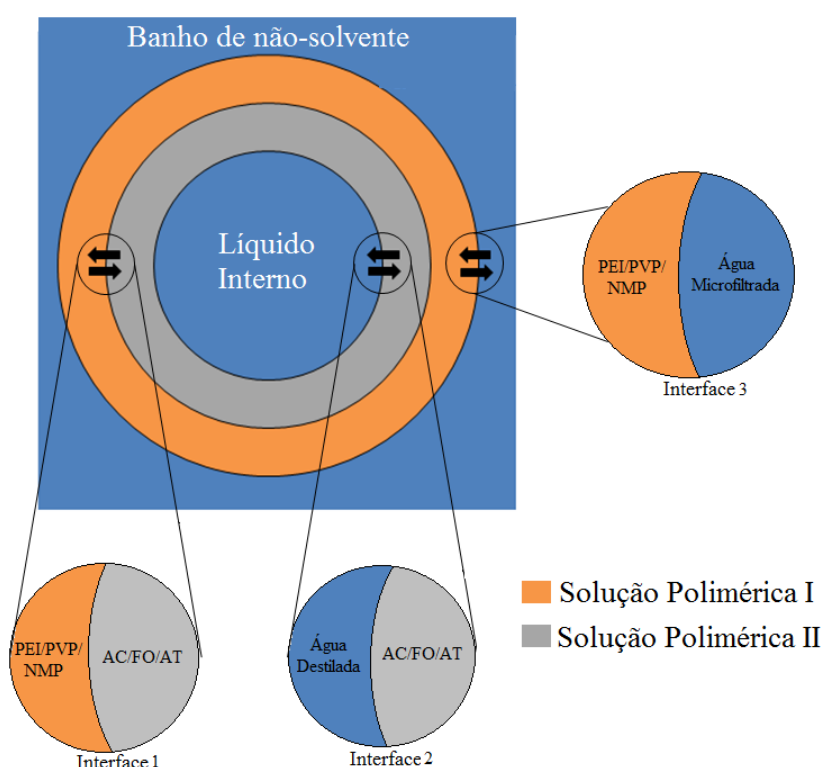 Banho de não-solvente
Líquido
Interno
PEI/PVP/
NMP
Água
Microfiltrada
Interface 3
Solução Polimérica I
Solução Polimérica II
PEI/PVP/
NMP
AC/FO/AT
Interface 1
Água
Destilada
AC/FO/AT
Interface 2